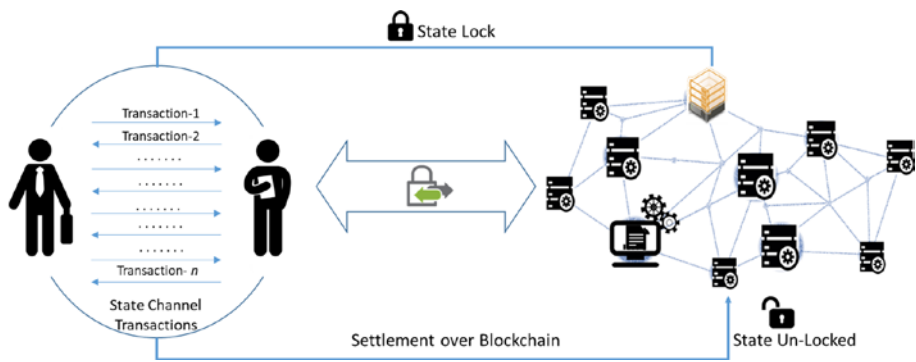 State Lock
Transaction-1
Transaction-2
.......
.......
.......
.......
Transaction- n
State Channel
Transactions
Settlement over Blockchain
State Un-Locked